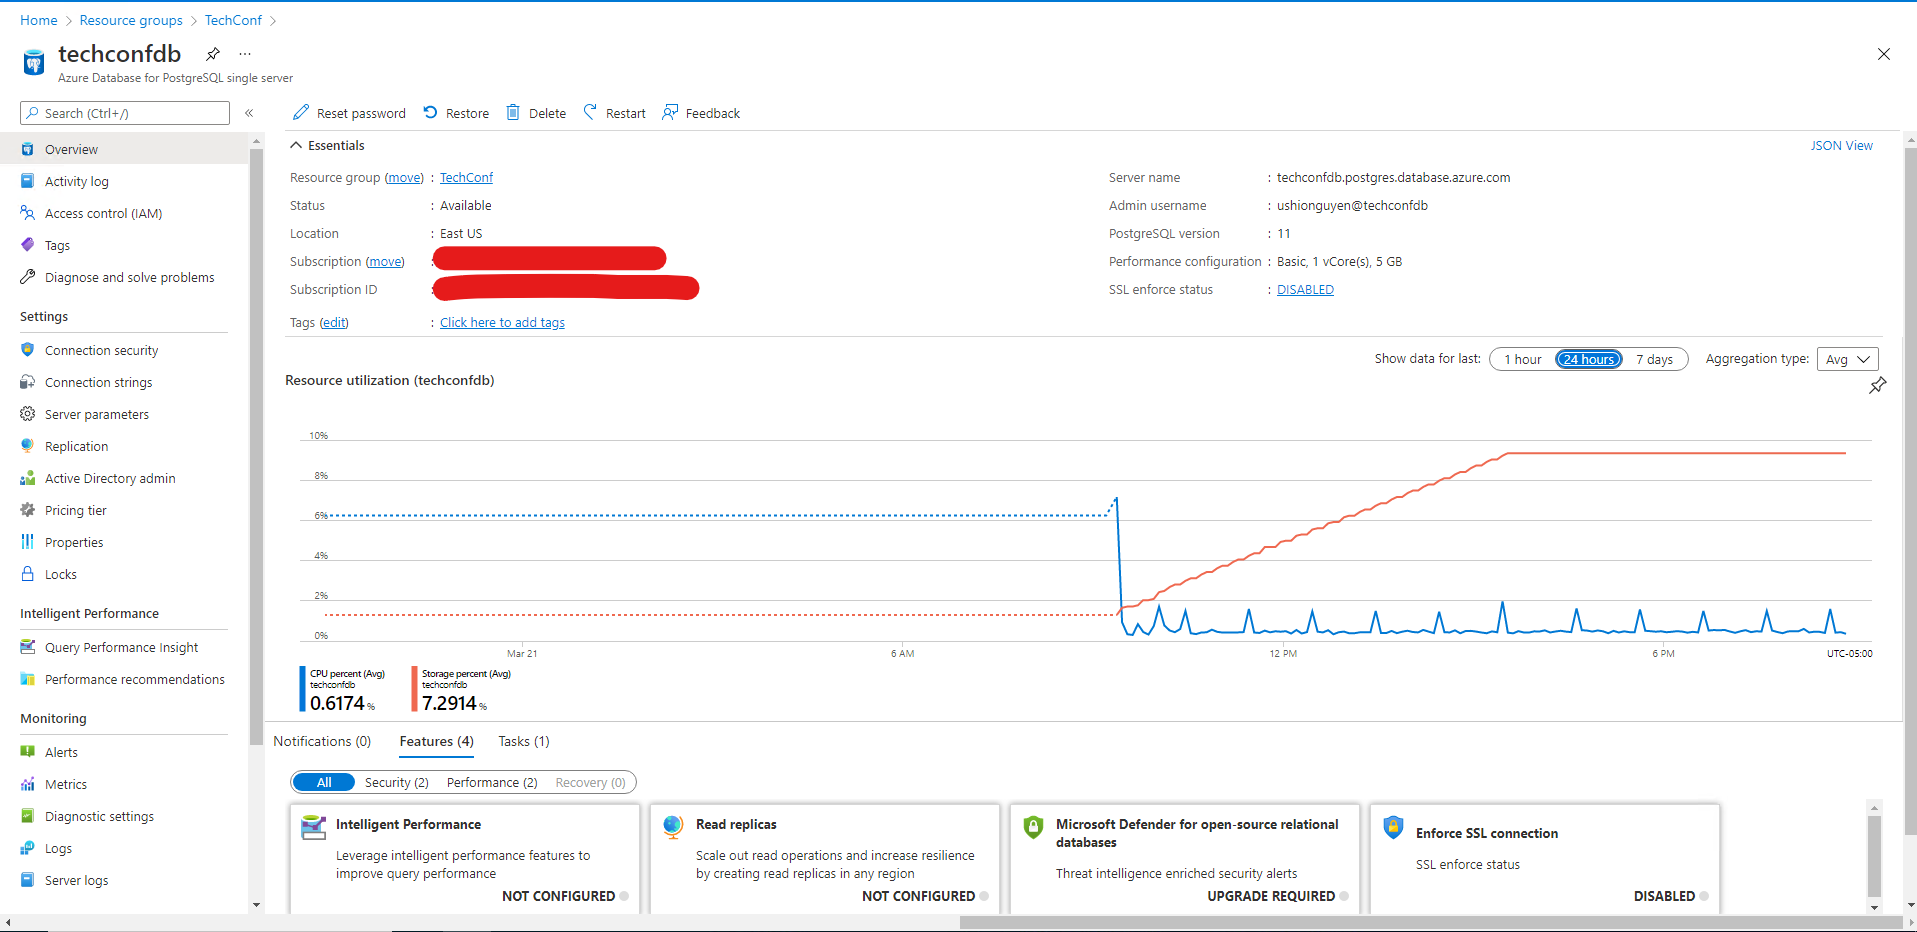 Home > Resource groups > TechConf >
techconfdb ...
Azure Database for PostgreSQL single server
Search (Ctrl+/) «
Overview
Activity log
Access control (IAM)
Tags
Diagnose and solve problems
Settings
Connection security
Connection strings
Server parameters
Replication
Active Directory admin
Pricing tier
Properties
Locks
Intelligent Performance
Query Performance Insight
Performance recommendations
Monitoring
Alerts
Metrics
Diagnostic settings
Logs
Server logs
Reset password Restore Delete Restart Feedback
Essentials JSON View
Resource group (move) : TechConf
Status : Available
Location : East US
Subscription (move) :
Subscription ID :
Tags (edit) : Click here to add tags
Server name : techconfdb.postgres.database.azure.com
Admin username : ushionguyen@techconfdb
PostgreSQL version : 11
Performance configuration : Basic, 1 vCore(s), 5 GB
SSL enforce status : DISABLED
Show data for last: 1 hour 24 hours 7 days Aggregation type: Avg
Resource utilization (techconfdb)
10%
8%
6%
4%
2%
0%
Mar 21 6 AM 12 PM 6 PM UTC-05:00
CPU percent (Avg)
techconfdb
0.6174 %
Storage percent (Avg)
techconfdb
7.2914 %
Notifications (0) Features (4) Tasks (1)
All Security (2) Performance (2) Recovery (0)
Intelligent Performance
Leverage intelligent performance features to
improve query performance
NOT CONFIGURED
Read replicas
Scale out read operations and increase resilience
by creating read replicas in any region
NOT CONFIGURED
Microsoft Defender for open-source relational
databases
Threat intelligence enriched security alerts
UPGRADE REQUIRED
Enforce SSL connection
SSL enforce status
DISABLED